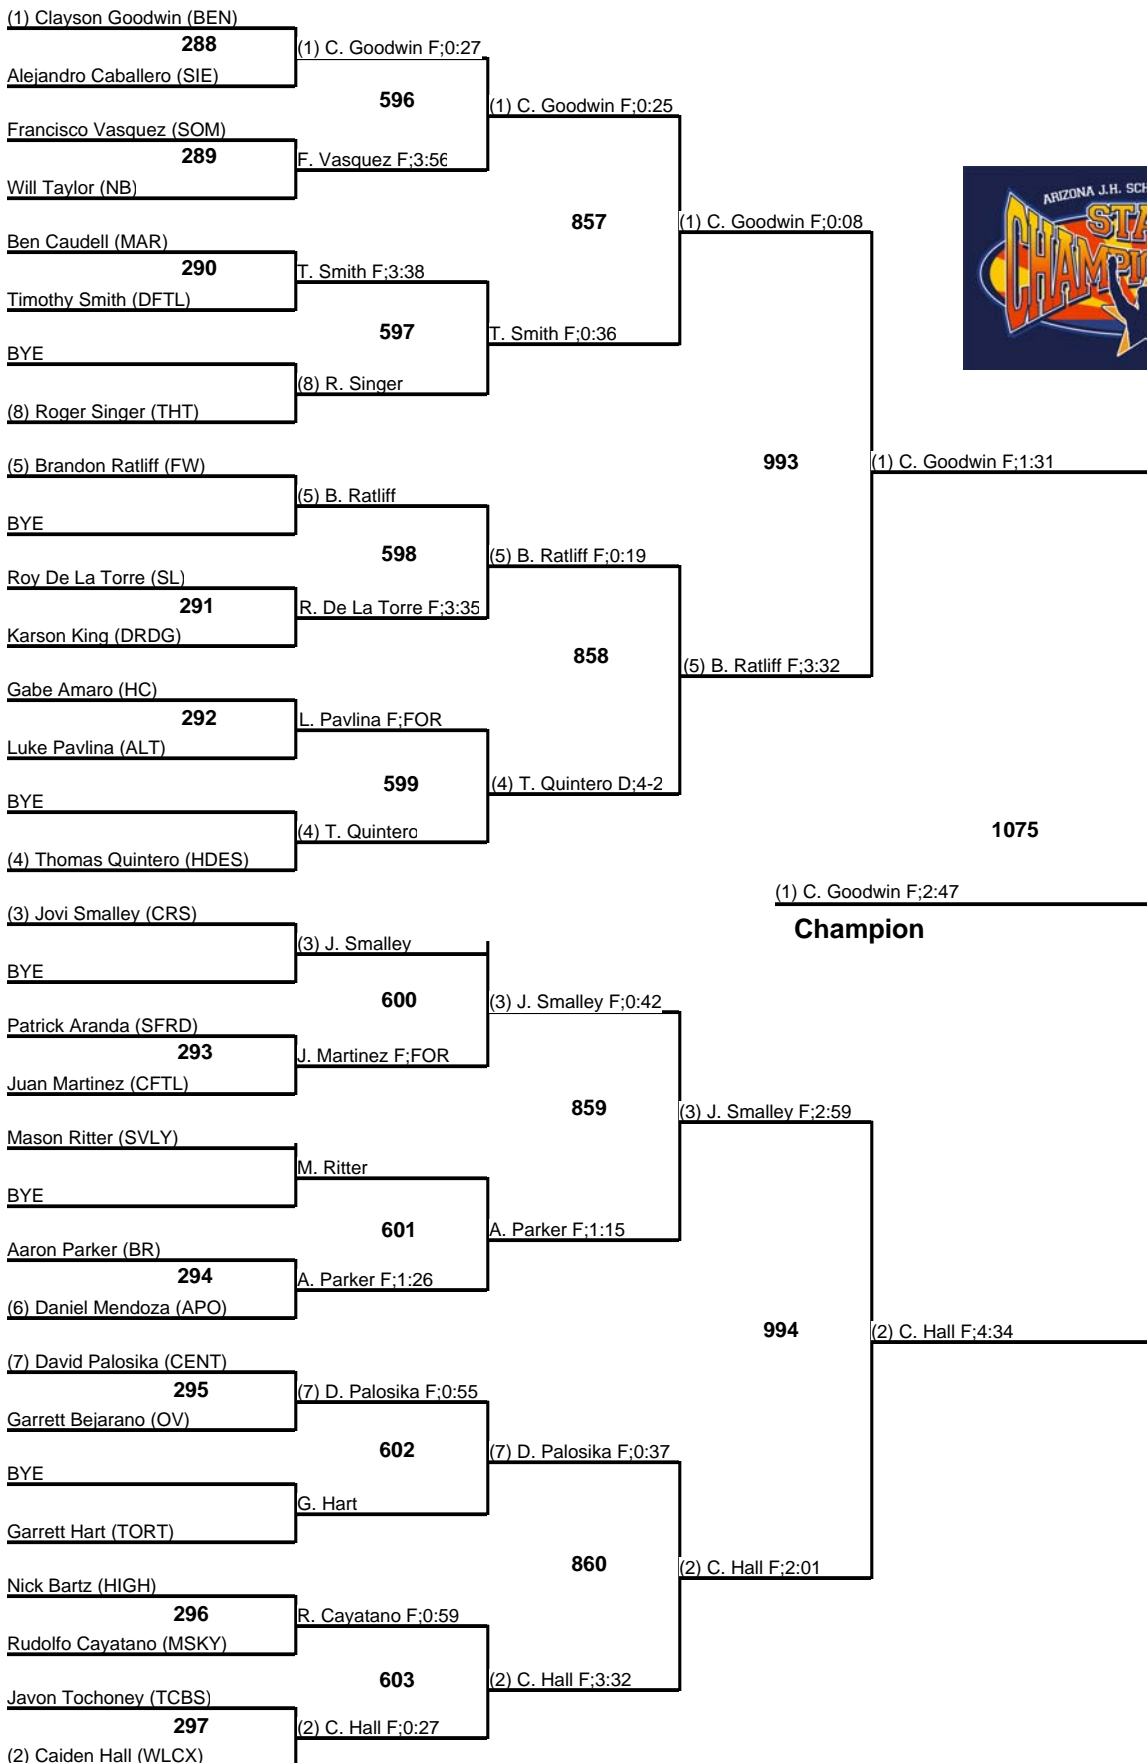 (1) Clayson Goodwin (BEN)
288
(1) C. Goodwin F;0:27
Alejandro Caballero (SIE)
596
(1) C. Goodwin F;0:25
Francisco Vasquez (SOM)
289
F. Vasquez F;3:56
Will Taylor (NB)
857
(1) C. Goodwin F;0:08
Ben Caudell (MAR)
290
T. Smith F;3:38
Timothy Smith (DFTL)
597
T. Smith F;0:36
BYE
(8) R. Singer
(8) Roger Singer (THT)
ARIZONA J.H. SCH
STA
CHAMPIO
993
(1) C. Goodwin F;1:31
(5) Brandon Ratliff (FW)
(5) B. Ratliff
BYE
598
(5) B. Ratliff F;0:19
Roy De La Torre (SL)
291
R. De La Torre F;3:35
Karson King (DRDG)
858
(5) B. Ratliff F;3:32
Gabe Amaro (HC)
292
L. Pavlina F;FOR
Luke Pavlina (ALT)
599
(4) T. Quintero D;4-2
BYE
(4) T. Quintero
(4) Thomas Quintero (HDES)
1075
(1) C. Goodwin F;2:47
Champion
(3) Jovi Smalley (CRS)
(3) J. Smalley
BYE
600
(3) J. Smalley F;0:42
Patrick Aranda (SFRD)
293
J. Martinez F;FOR
Juan Martinez (CFTL)
859
(3) J. Smalley F;2:59
Mason Ritter (SVLY)
M. Ritter
BYE
601
A. Parker F;1:15
Aaron Parker (BR)
294
A. Parker F;1:26
(6) Daniel Mendoza (APO)
994
(2) C. Hall F;4:34
(7) David Palosika (CENT)
295
(7) D. Palosika F;0:55
Garrett Bejarano (OV)
602
(7) D. Palosika F;0:37
BYE
G. Hart
Garrett Hart (TORT)
860
(2) C. Hall F;2:01
Nick Bartz (HIGH)
296
R. Cayatano F;0:59
Rudolfo Cayatano (MSKY)
603
(2) C. Hall F;3:32
Javon Tochoney (TCBS)
297
(2) C. Hall F;0:27
(2) Caiden Hall (WLCX)